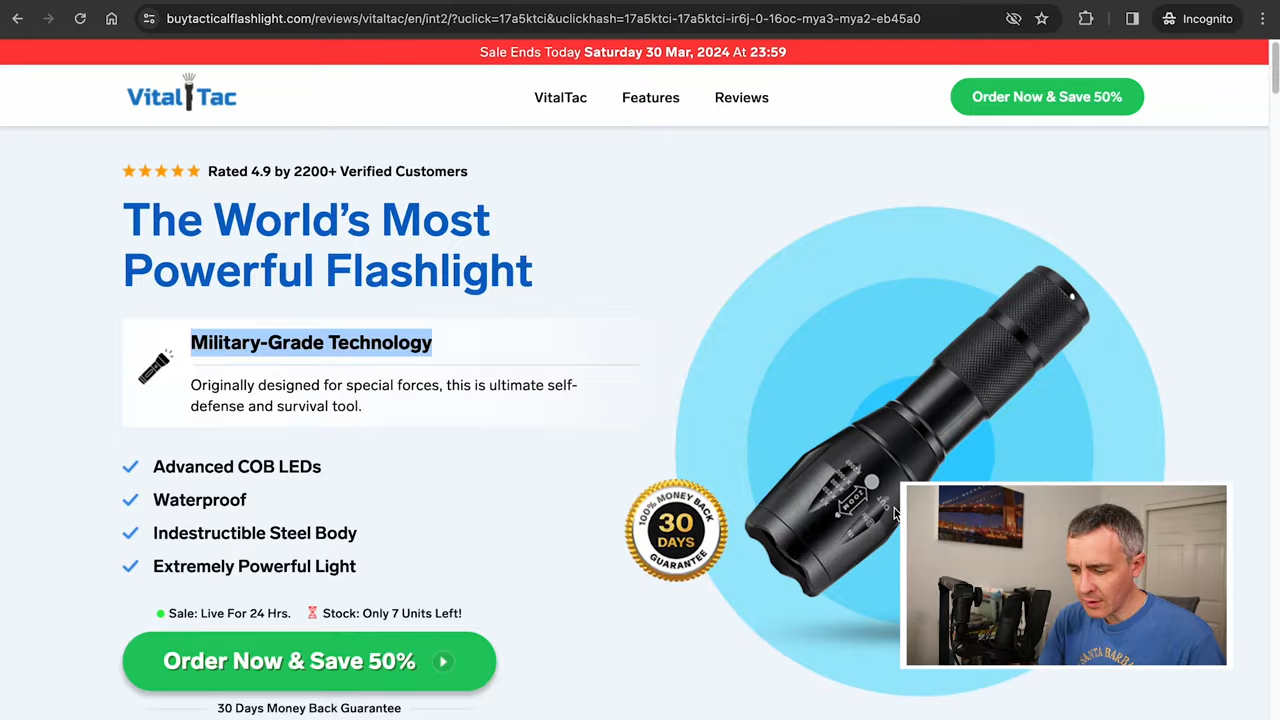 buytacticalflashlight.com/reviews/vitaltac/en/int2/?uclick=17a5ktci&uclickhash=17a5ktci-17a5ktci-ir6j-0-16oc-mya3-mya2-eb45a0
Incognito
Sale Ends Today Saturday 30 Mar, 2024 At 23:59
Vital Tac
VitalTac
Features
Reviews
Order Now & Save 50%
Rated 4.9 by 2200+ Verified Customers
The World's Most
Powerful Flashlight
Military-Grade Technology
Originally designed for special forces, this is ultimate self-
defense and survival tool.
Advanced COB LEDs
Waterproof
Indestructible Steel Body
Extremely Powerful Light
Sale: Live For 24 Hrs.
Stock: Only 7 Units Left!
Order Now & Save 50%
30 Days Money Back Guarantee
100% MONEY BACK
30
DAYS
GUARANTEE
ZOOM
OUT
SANTA BARBA